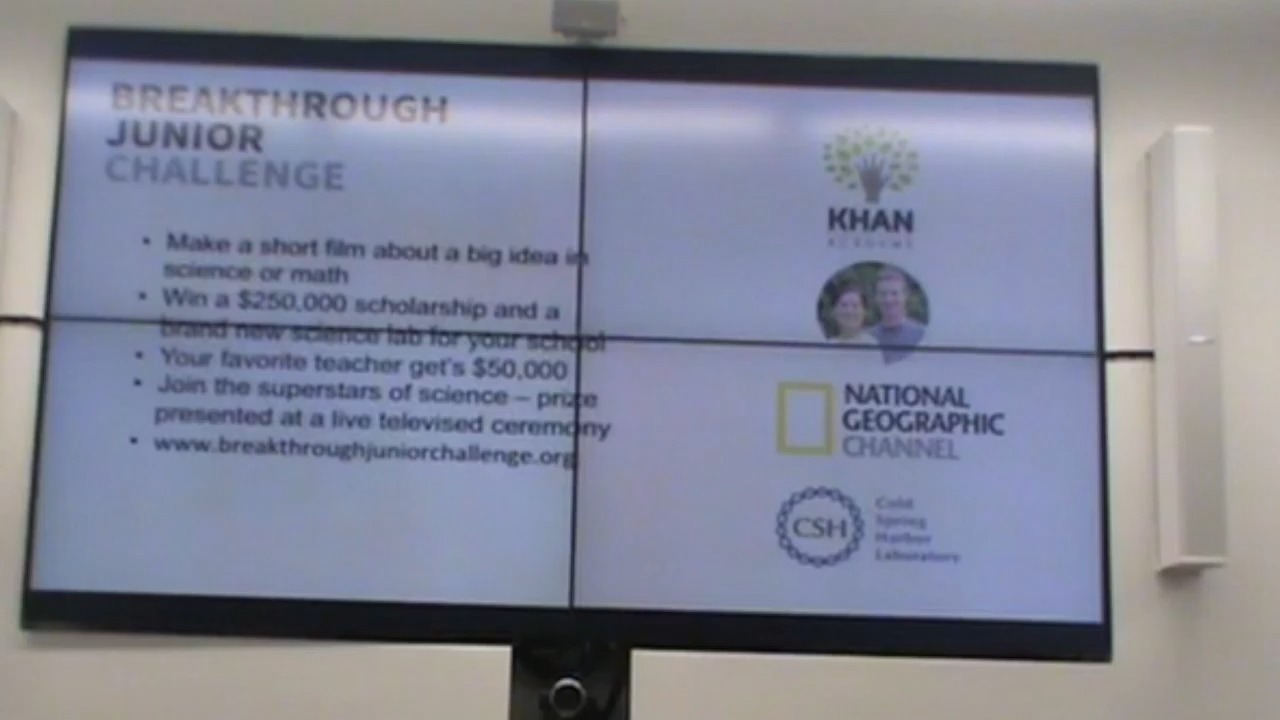 BREAKTHROUGH
JUNIOR
CHALLENGE
• Make a short film about a big idea in
science or math
• Win a $250,000 scholarship and a
brand new science lab for your school
• Your favorite teacher get's $50,000
• Join the superstars of science – prize
presented at a live televised ceremony
• www.breakthroughjuniorchallenge.org
KHAN
ACADEMY
NATIONAL
GEOGRAPHIC
CHANNEL
CSH
Cold
Spring
Harbor
Laboratory